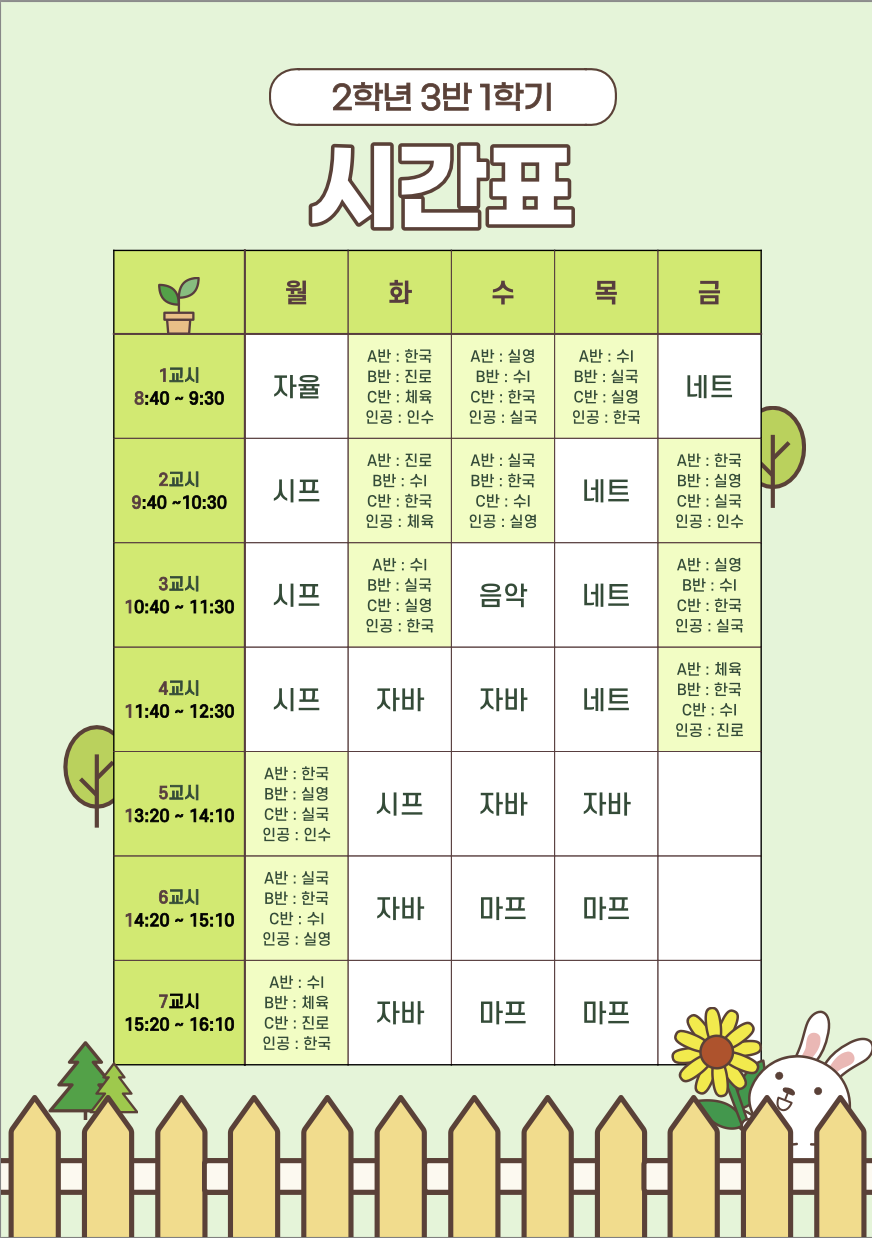 2학년 3반 1학기
시간표
월 화 수 목 금
1교시
8:40 ~ 9:30
자율
A반 : 한국
B반 : 진로
C반 : 체육
인공 : 인수
A반 : 실영
B반 : 수I
C반 : 한국
인공 : 실국
A반 : 수I
B반 : 실국
C반 : 실영
인공 : 한국
네트
2교시
9:40 ~10:30
시프
A반 : 진로
B반 : 수I
C반 : 한국
인공 : 체육
A반 : 실국
B반 : 한국
C반 : 수I
인공 : 실영
네트
A반 : 한국
B반 : 실영
C반 : 실국
인공 : 인수
3교시
10:40 ~ 11:30
시프
A반 : 수I
B반 : 실국
C반 : 실영
인공 : 한국
음악
네트
A반 : 실영
B반 : 수I
C반 : 한국
인공 : 실국
4교시
11:40 ~ 12:30
시프
자바
자바
네트
A반 : 체육
B반 : 한국
C반 : 수I
인공 : 진로
5교시
13:20 ~ 14:10
A반 : 한국
B반 : 실영
C반 : 실국
인공 : 인수
시프
자바
자바
6교시
14:20 ~ 15:10
A반 : 실국
B반 : 한국
C반 : 수I
인공 : 실영
자바
마프
마프
7교시
15:20 ~ 16:10
A반 : 수I
B반 : 체육
C반 : 진로
인공 : 한국
자바
마프
마프